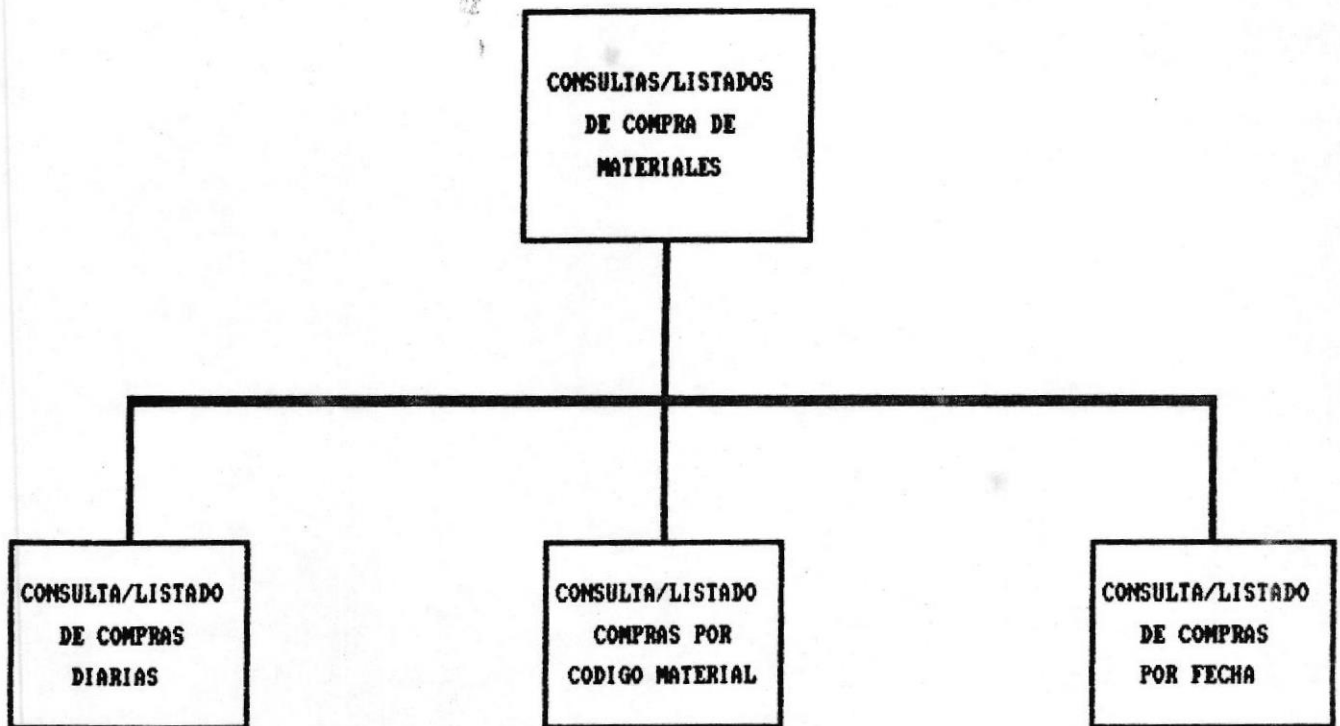 CONSULTAS/LISTADOS
DE COMPRA DE
MATERIALES
CONSULTA/LISTADO
DE COMPRAS
DIARIAS
CONSULTA/LISTADO
COMPRAS POR
CODIGO MATERIAL
CONSULTA/LISTADO
DE COMPRAS
POR FECHA